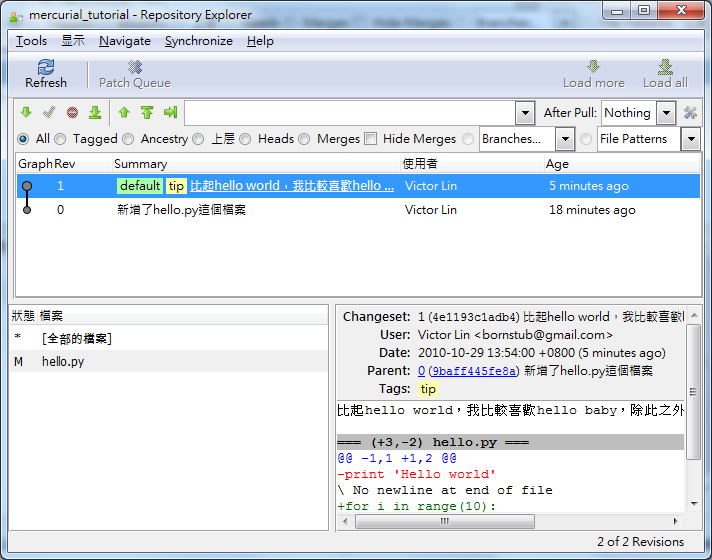 mercurial_tutorial - Repository Explorer
Tools 顯示 Navigate Synchronize Help
Refresh Patch Queue Load more Load all
After Pull: Nothing
All Tagged Ancestry 上層 Heads Merges Hide Merges Branches... File Patterns
Graph Rev Summary 使用者 Age
1 default tip 比起hello world，我比較喜歡hello ... Victor Lin 5 minutes ago
0 新增了hello.py這個檔案 Victor Lin 18 minutes ago
狀態 檔案
* [全部的檔案]
M hello.py
Changeset: 1 (4e1193c1adb4) 比起hello world，我比較喜歡
User: Victor Lin <bornstub@gmail.com>
Date: 2010-10-29 13:54:00 +0800 (5 minutes ago)
Parent: 0 (9baff445fe8a) 新增了hello.py這個檔案
Tags: tip
比起hello world，我比較喜歡hello baby，除此之外
=== (+3,-2) hello.py ===
@@ -1,1 +1,2 @@
-print 'Hello world'
\ No newline at end of file
+for i in range(10):
2 of 2 Revisions